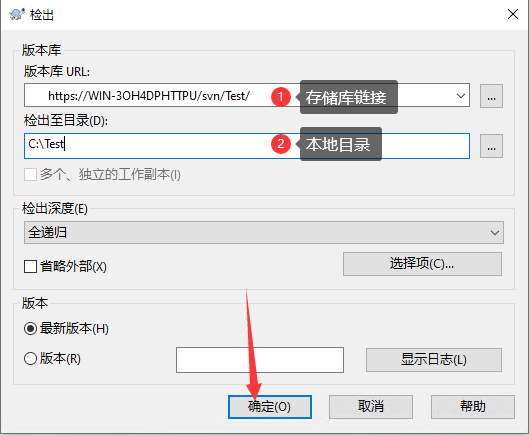 检出
版本库
版本库 URL:
https://WIN-3OH4DPHTTPU/svn/Test/
1 存储库链接
...
检出至目录(D):
C:\Test
2 本地目录
...
多个、独立的工作副本(I)
检出深度(E)
全递归
省略外部(X)
选择项(C)...
版本
最新版本(H)
版本(R)
显示日志(L)
确定(O)
取消
帮助